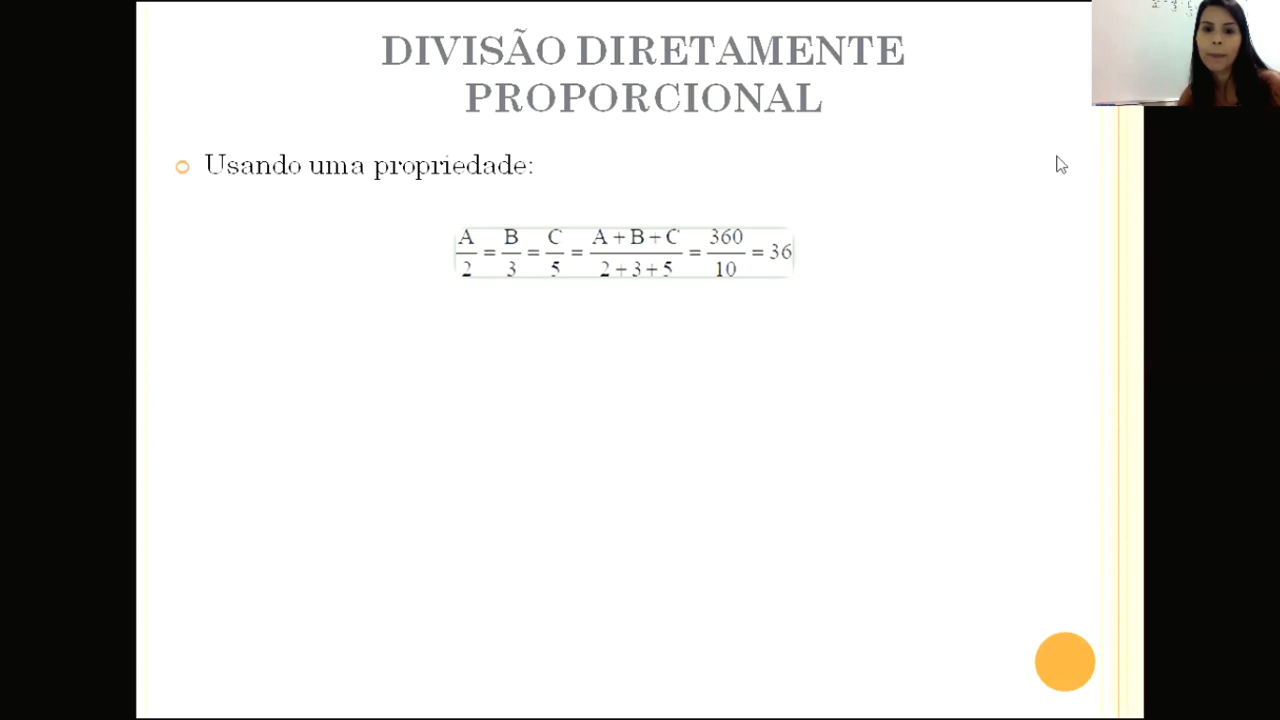 DIVISÃO DIRETAMENTE
PROPORCIONAL
Usando uma propriedade:
A/2 = B/3 = C/5 = A + B + C/2 + 3 + 5 = 360/10 = 36